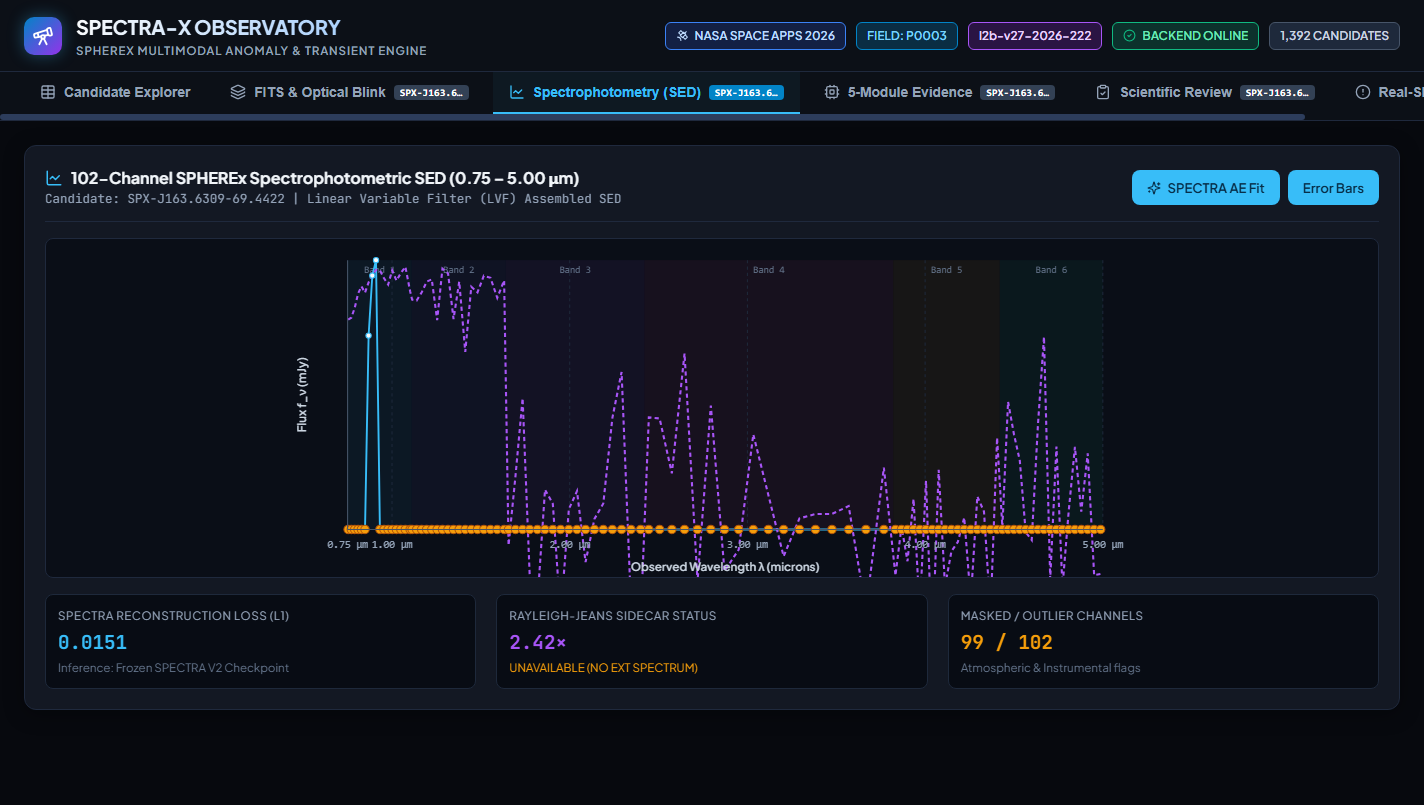 SPECTRA-X OBSERVATORY
SPHEREX MULTIMODAL ANOMALY & TRANSIENT ENGINE
NASA SPACE APPS 2026
FIELD: P0003
l2b-v27-2026-222
BACKEND ONLINE
1,392 CANDIDATES
Candidate Explorer
FITS & Optical Blink SPX-J163.6…
Spectrophotometry (SED) SPX-J163.6…
5-Module Evidence SPX-J163.6…
Scientific Review SPX-J163.6…
102-Channel SPHEREx Spectrophotometric SED (0.75 – 5.00 µm)
Candidate: SPX-J163.6309-69.4422 | Linear Variable Filter (LVF) Assembled SED
SPECTRA AE Fit
Error Bars
Band 1
Band 2
Band 3
Band 4
Band 5
Band 6
Flux f_ν (mJy)
0.75 µm
1.00 µm
2.00 µm
3.00 µm
4.00 µm
5.00 µm
Observed Wavelength λ (microns)
SPECTRA RECONSTRUCTION LOSS (L1)
0.0151
Inference: Frozen SPECTRA V2 Checkpoint
RAYLEIGH-JEANS SIDECAR STATUS
2.42×
UNAVAILABLE (NO EXT SPECTRUM)
MASKED / OUTLIER CHANNELS
99 / 102
Atmospheric & Instrumental flags